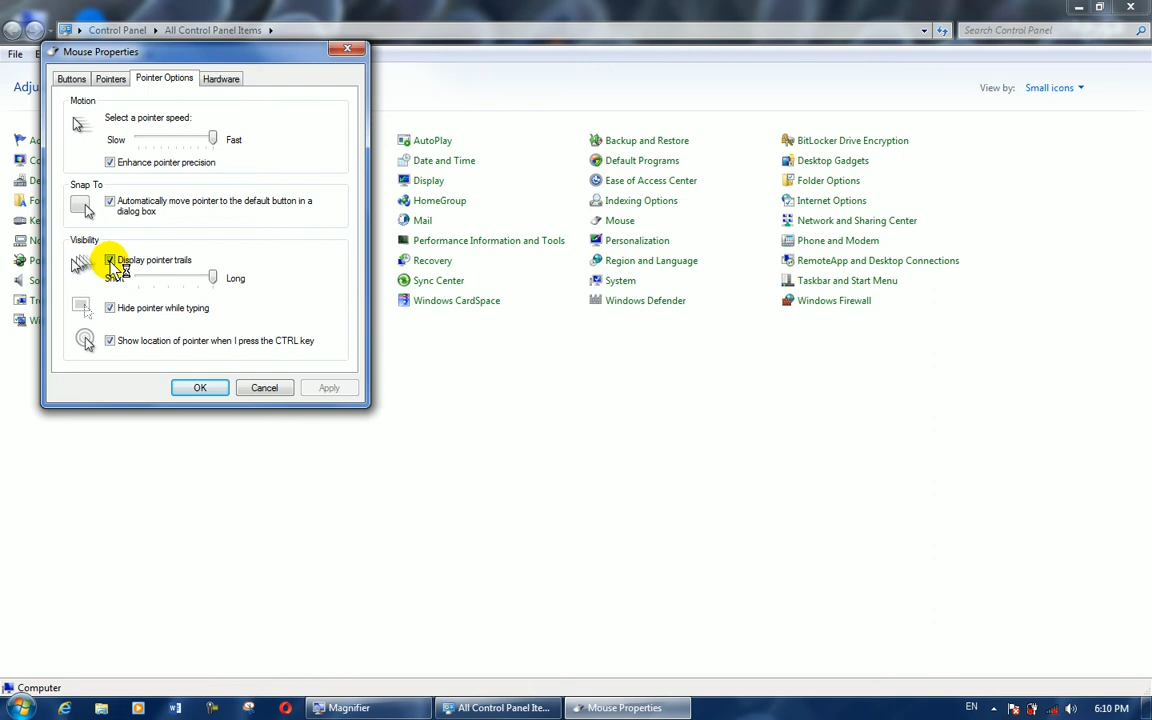 Control Panel
All Control Panel Items
Search Control Panel
File
Mouse Properties
Buttons
Pointers
Pointer Options
Hardware
View by:
Small icons
Motion
Select a pointer speed:
Slow
Fast
Enhance pointer precision
Snap To
Automatically move pointer to the default button in a
dialog box
Visibility
Display pointer trails
Long
Hide pointer while typing
Show location of pointer when I press the CTRL key
OK
Cancel
Apply
AutoPlay
Backup and Restore
BitLocker Drive Encryption
Date and Time
Default Programs
Desktop Gadgets
Display
Ease of Access Center
Folder Options
HomeGroup
Indexing Options
Internet Options
Mail
Mouse
Network and Sharing Center
Performance Information and Tools
Personalization
Phone and Modem
Recovery
Region and Language
RemoteApp and Desktop Connections
Sync Center
System
Taskbar and Start Menu
Windows CardSpace
Windows Defender
Windows Firewall
Computer
Magnifier
All Control Panel Ite...
Mouse Properties
EN
6:10 PM